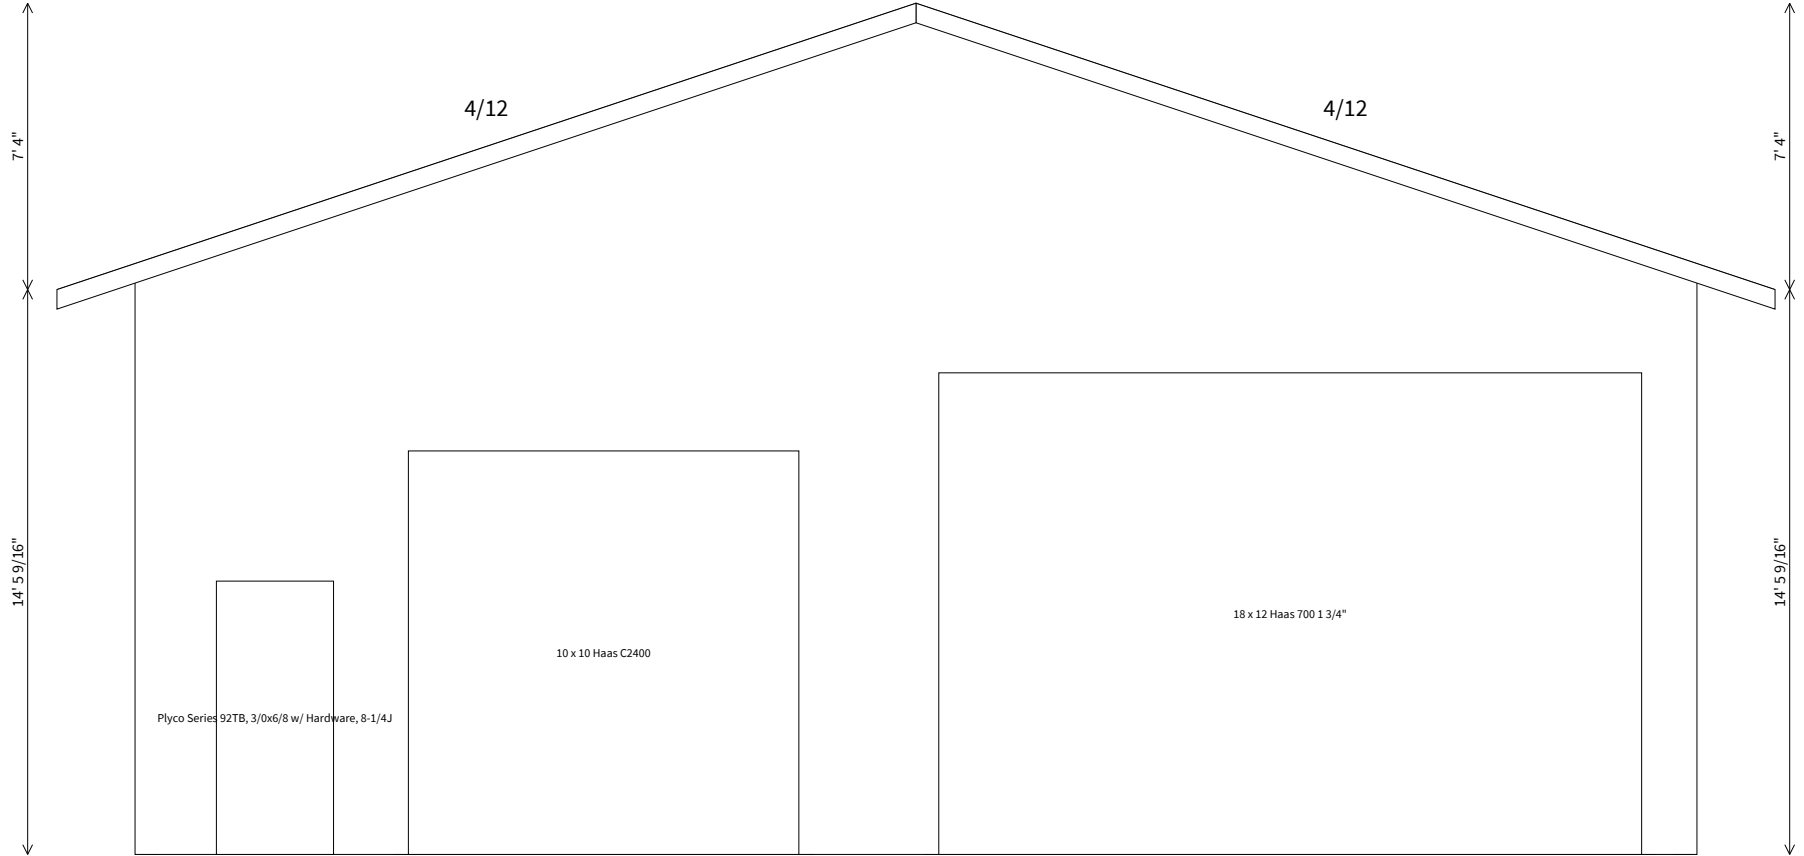 4/12
4/12
7' 4"
7' 4"
14' 5 9/16"
14' 5 9/16"
18 x 12 Haas 700 1 3/4"
10 x 10 Haas C2400
Plyco Series 92TB, 3/0x6/8 w/ Hardware, 8-1/4J